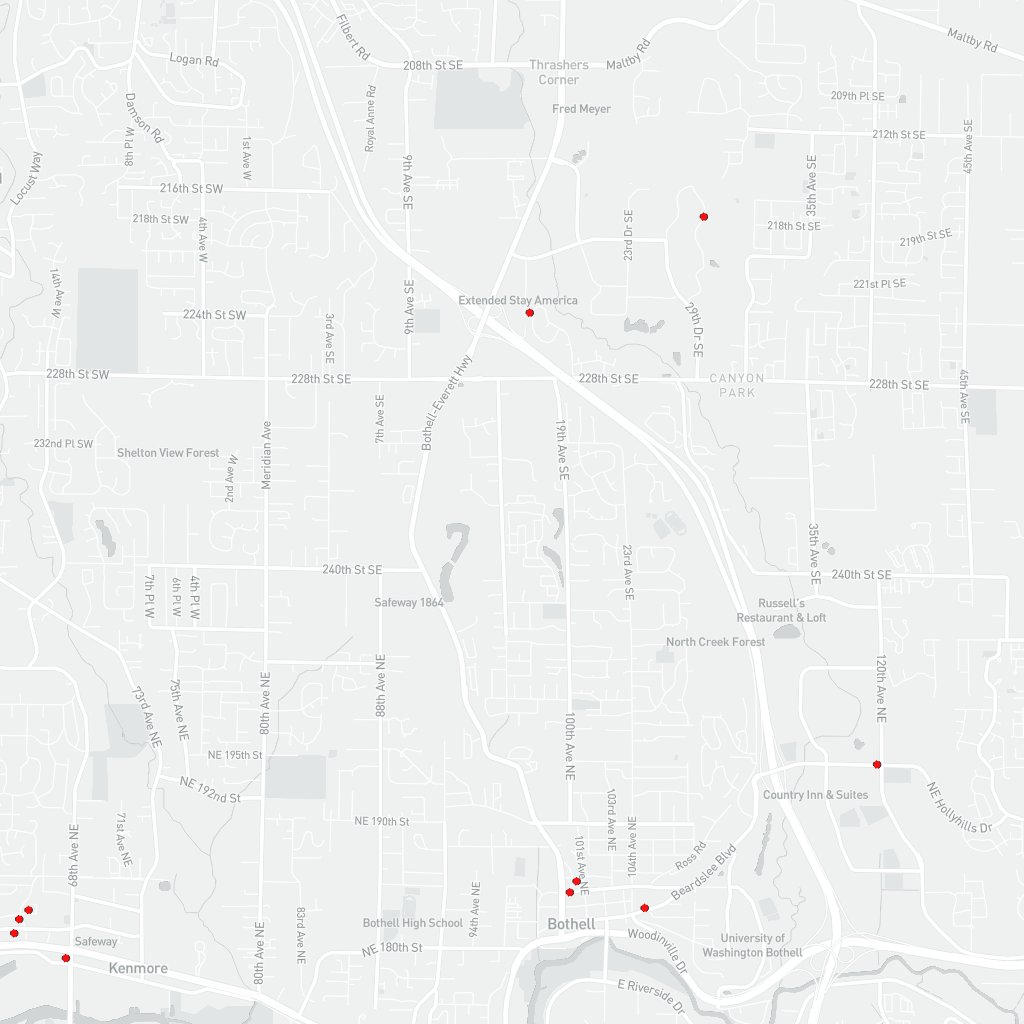 Filbert Rd
Maltby Rd
Logan Rd
208th St SE
Thrashers
Corner
Maltby Rd
Damson Rd
Royal Anne Rd
Fred Meyer
209th Pl SE
8th Pl W
1st Ave W
212th St SE
45th Ave SE
Locust Way
9th Ave SE
35th Ave SE
216th St SW
218th St SW
4th Ave W
23rd Dr SE
218th St SE
219th St SE
14th Ave W
221st Pl SE
Extended Stay America
9th Ave SE
224th St SW
3rd Ave SE
29th Dr SE
228th St SW
228th St SE
228th St SE
CANYON
PARK
228th St SE
Bothell-Everett Hwy
7th Ave SE
45th Ave SE
232nd Pl SW
Shelton View Forest
Meridian Ave
19th Ave SE
2nd Ave W
35th Ave SE
23rd Ave SE
7th Pl W
6th Pl W
4th Pl W
240th St SE
240th St SE
Safeway 1864
Russell's
Restaurant & Loft
North Creek Forest
73rd Ave NE
75th Ave NE
80th Ave NE
88th Ave NE
120th Ave NE
100th Ave NE
NE 195th St
NE 192nd St
Country Inn & Suites
NE Hollyhills Dr
71st Ave NE
68th Ave NE
NE 190th St
103rd Ave NE
104th Ave NE
101st Ave NE
Ross Rd
Beardslee Blvd
80th Ave NE
83rd Ave NE
94th Ave NE
Bothell High School
Bothell
Safeway
Kenmore
NE 180th St
Woodinville Dr
University of
Washington Bothell
E Riverside Dr